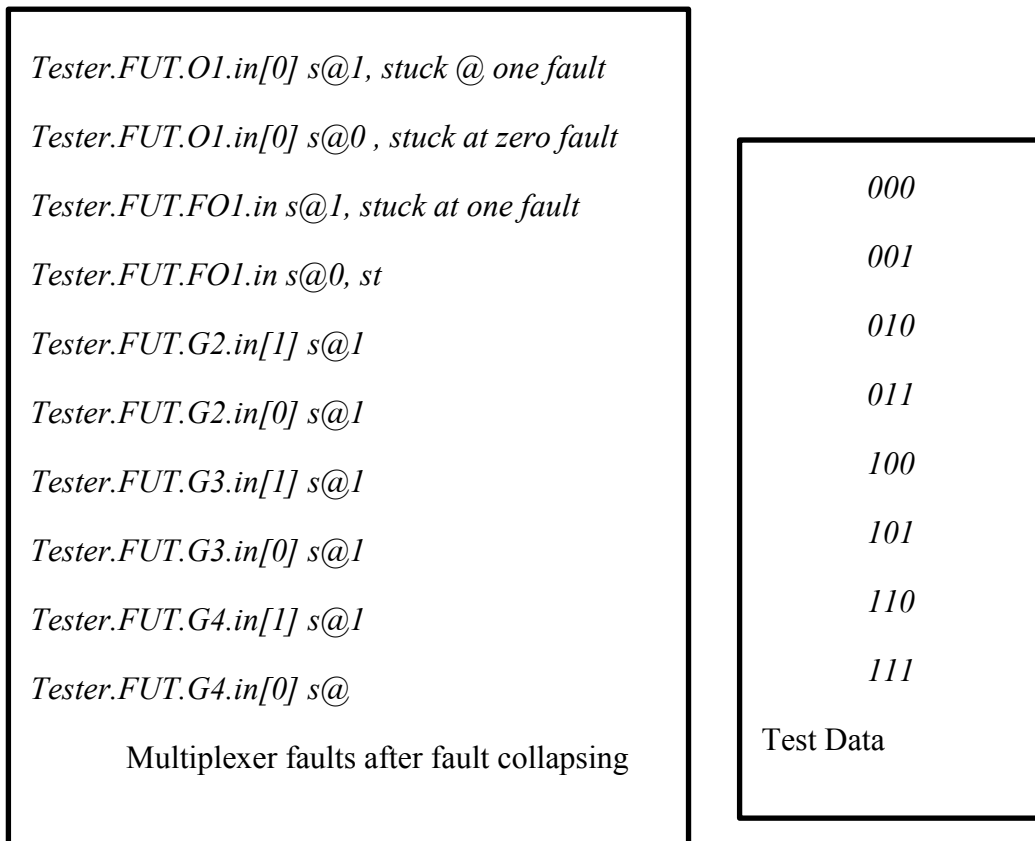 Tester.FUT.O1.in[0] s@1, stuck @ one fault
Tester.FUT.O1.in[0] s@0 , stuck at zero fault
Tester.FUT.FO1.in s@1, stuck at one fault
Tester.FUT.FO1.in s@0, st
Tester.FUT.G2.in[1] s@1
Tester.FUT.G2.in[0] s@1
Tester.FUT.G3.in[1] s@1
Tester.FUT.G3.in[0] s@1
Tester.FUT.G4.in[1] s@1
Tester.FUT.G4.in[0] s@
Multiplexer faults after fault collapsing
000
001
010
011
100
101
110
111
Test Data